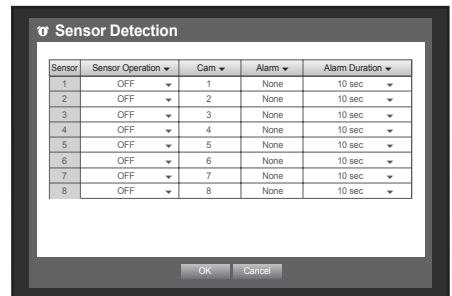 Sensor Detection
Sensor Sensor Operation Cam Alarm Alarm Duration
1 OFF 1 None 10 sec
2 OFF 2 None 10 sec
3 OFF 3 None 10 sec
4 OFF 4 None 10 sec
5 OFF 5 None 10 sec
6 OFF 6 None 10 sec
7 OFF 7 None 10 sec
8 OFF 8 None 10 sec
OK Cancel